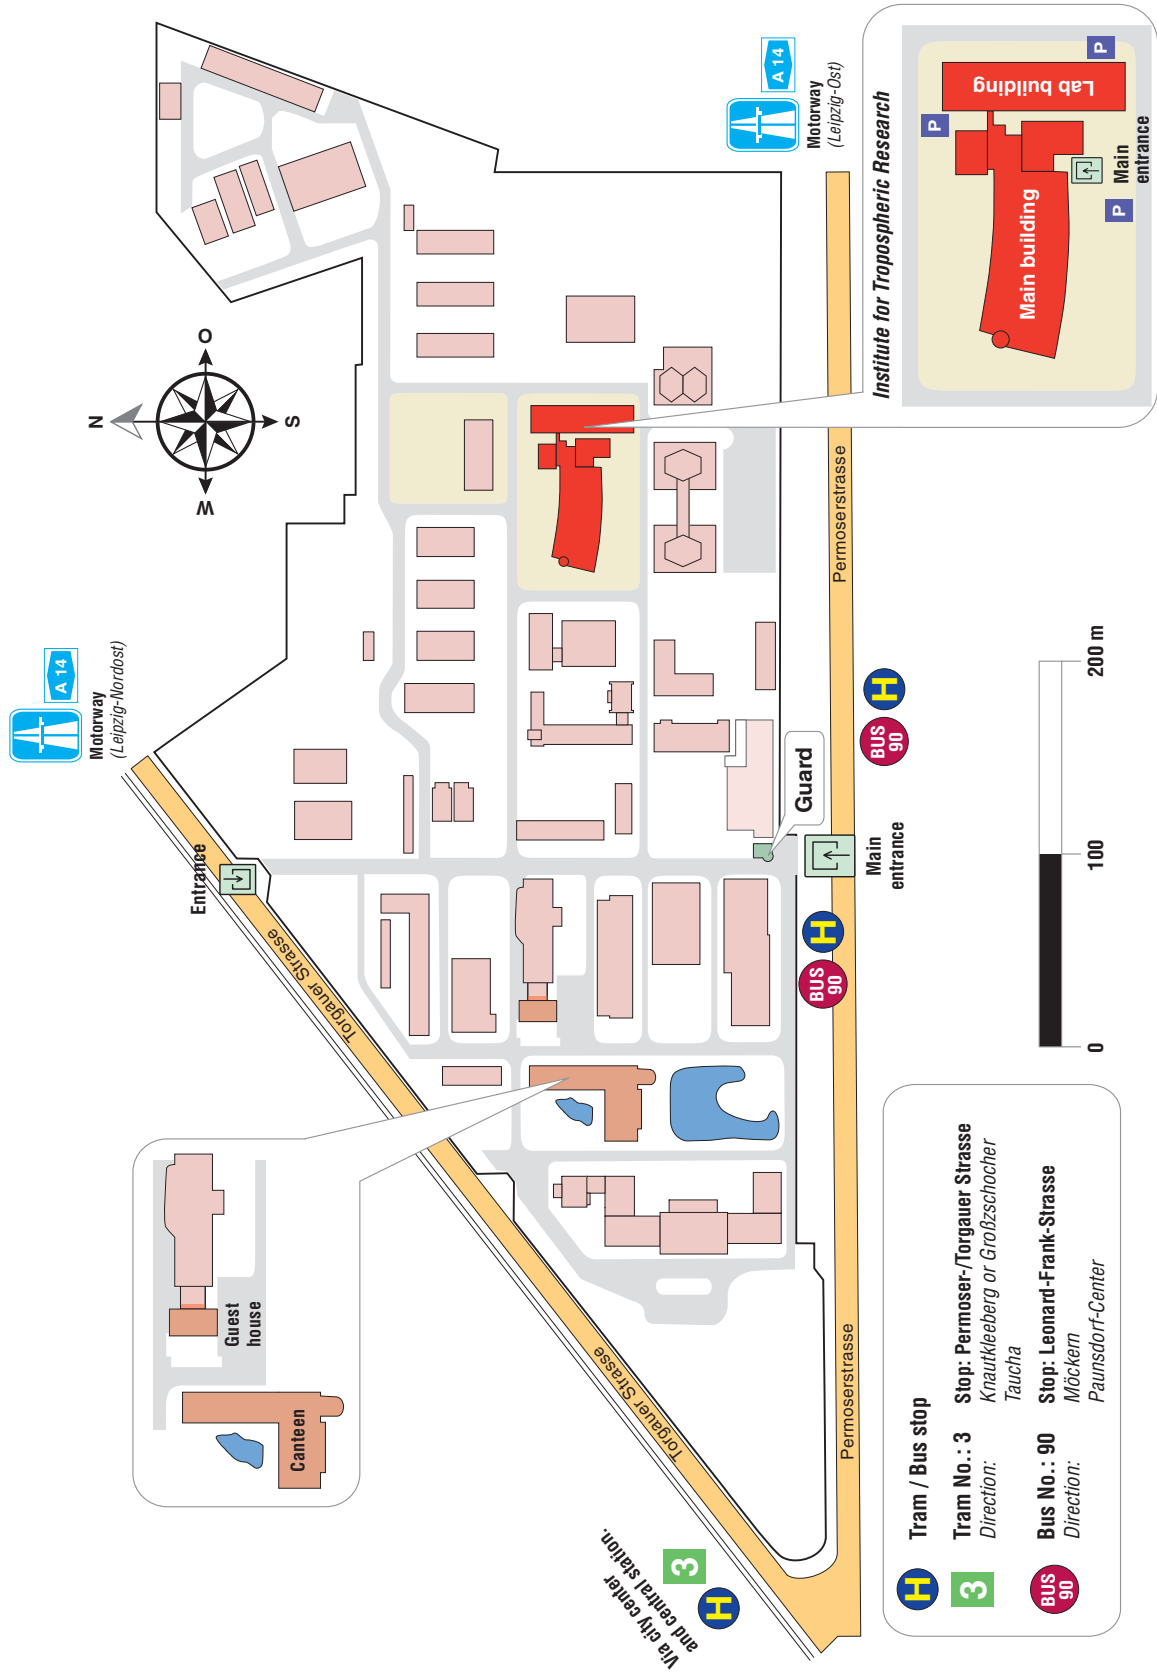 Via city center
and central station.
3
H
Torgauer Strasse
Torgauer Strasse
Entrance
Motorway
(Leipzig-Nordost)
A 14
N
O
S
W
Canteen
Guest
house
Guard
Main
entrance
BUS
90
H
BUS
90
H
Permoserstrasse
Permoserstrasse
Motorway
(Leipzig-Ost)
A 14
Institute for Tropospheric Research
Main building
Lab building
P
P
P
Main
entrance
H
Tram / Bus stop
3
Tram No.: 3 Stop: Permoser-/Torgauer Strasse
Direction: Knautkleeberg or Großzschocher
Taucha
BUS
90
Bus No.: 90 Stop: Leonard-Frank-Strasse
Direction: Möckern
Paunsdorf-Center
0 100 200 m